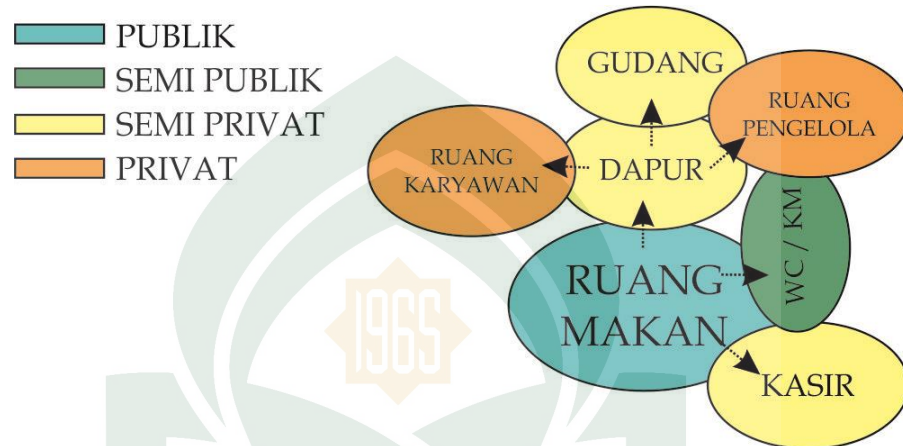 PUBLIK
SEMI PUBLIK
SEMI PRIVAT
PRIVAT
GUDANG
RUANG
PENGELOLA
RUANG
KARYAWAN
DAPUR
WC / KM
RUANG
MAKAN
KASIR
1965